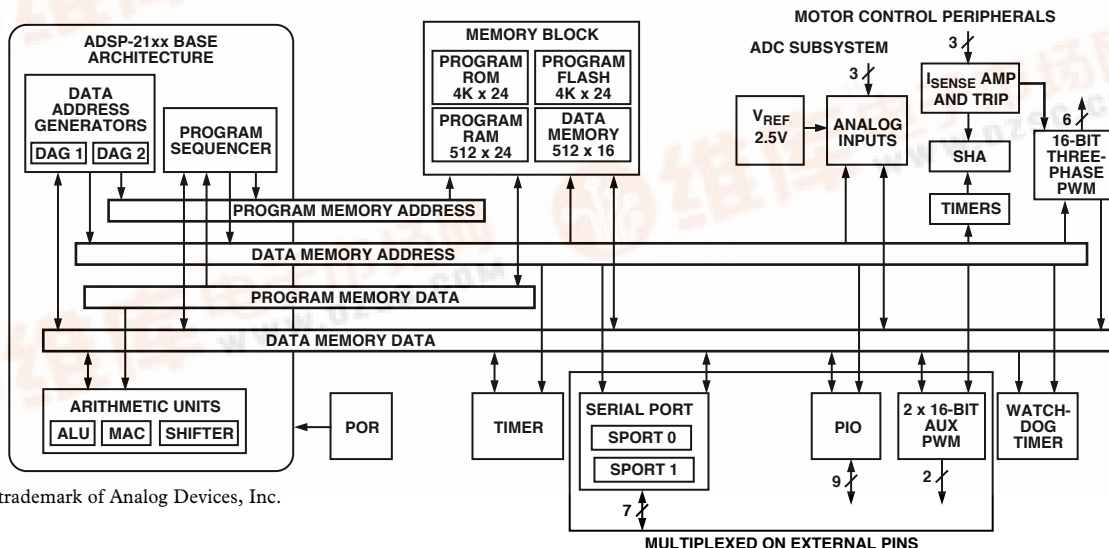 ADSP-21xx BASE
ARCHITECTURE
DATA
ADDRESS
GENERATORS
DAG 1
DAG 2
PROGRAM
SEQUENCER
MEMORY BLOCK
PROGRAM
ROM
4K x 24
PROGRAM
FLASH
4K x 24
PROGRAM
RAM
512 x 24
DATA
MEMORY
512 x 16
MOTOR CONTROL PERIPHERALS
ADC SUBSYSTEM
3
3
VREF
2.5V
ANALOG
INPUTS
ISENSE AMP
AND TRIP
SHA
TIMERS
6
16-BIT
THREE-
PHASE
PWM
PROGRAM MEMORY ADDRESS
DATA MEMORY ADDRESS
PROGRAM MEMORY DATA
DATA MEMORY DATA
ARITHMETIC UNITS
ALU
MAC
SHIFTER
POR
TIMER
SERIAL PORT
SPORT 0
SPORT 1
7
PIO
9
2 x 16-BIT
AUX
PWM
2
WATCH-
DOG
TIMER
trademark of Analog Devices, Inc.
MULTIPLEXED ON EXTERNAL PINS